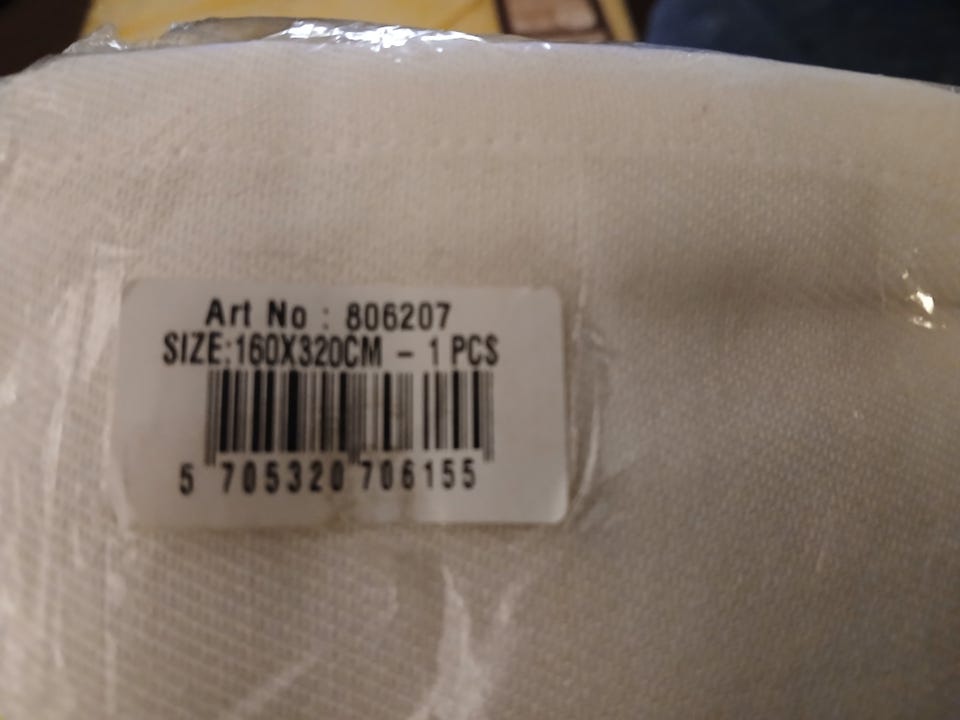 Art No : 806207
SIZE:160X320CM – 1 PCS
5 705320 706155